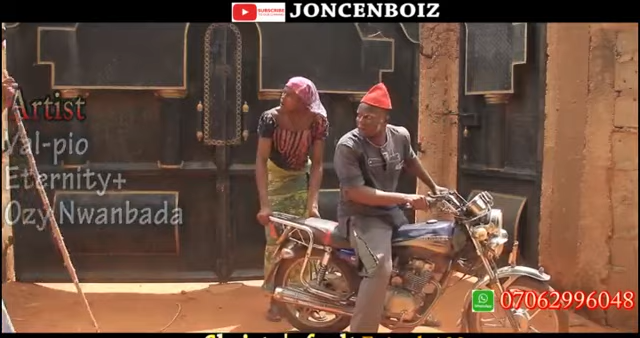 SUBSCRIBE
JONCENBOIZ
Artist
Val-pio
Eternity+
Ozy Nwanbada
07062996048